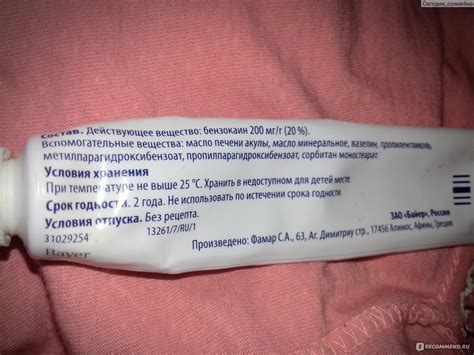 Сегодня_солнебно
Состав. Действующее вещество: бензокаин 200 мг/г (20 %).
Вспомогательные вещества: масло печени акулы, масло минеральное, вазелин, пропиленгликоль,
метилпарагидроксибензоат, пропилпарагидроксибензоат, сорбитан моностеарат.
Условия хранения
При температуре не выше 25 °С. Хранить в недоступном для детей месте.
Срок годности. 2 года. Не использовать по истечении срока годности.
Условия отпуска. Без рецепта.
ЗАО «Байер», Россия
31029254
13261/7/RU/1
Произведено: Фамар С.А., 63, Аг. Димитриу стр., 17456 Алимос, Афины, Греция
Bayer
RECOMMEND.RU